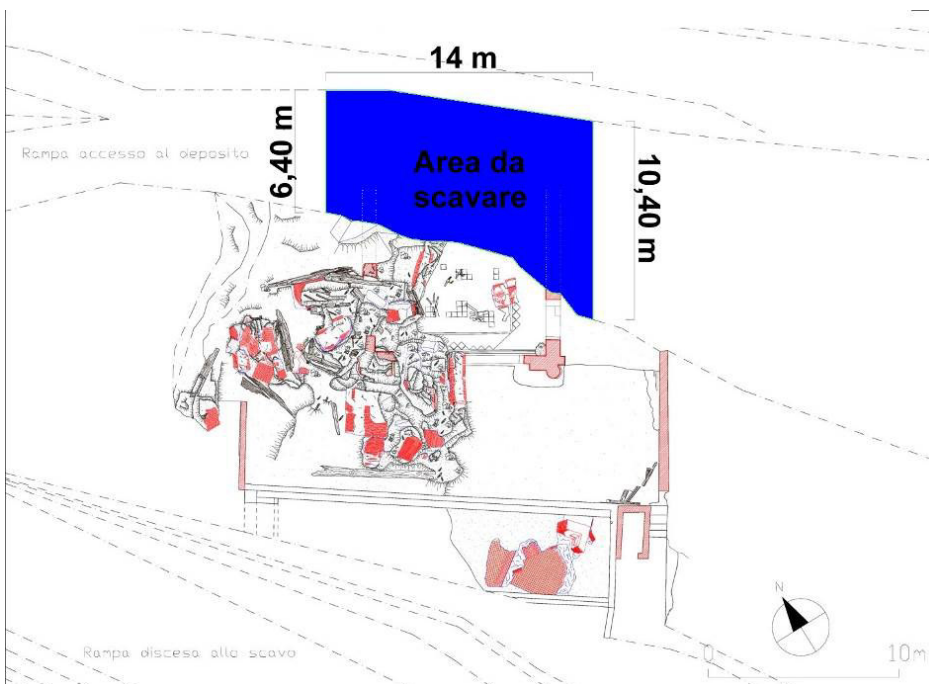 14 m
6,40 m
Rampa accesso al deposito
Area da
scavare
10,40 m
N
Rampa discesa allo scavo
0
10m